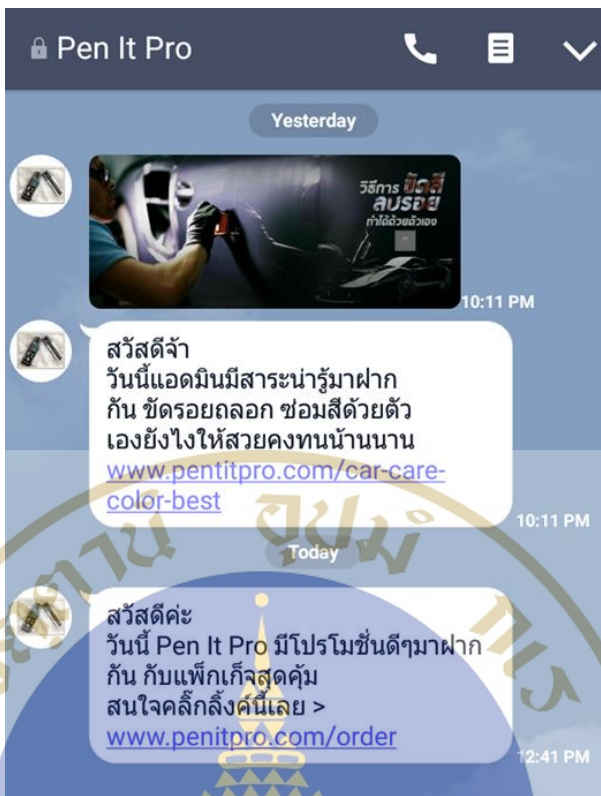 Pen It Pro
Yesterday
วิธีการ ขัดสี
ลบรอย
ทำได้ด้วยตัวเอง
10:11 PM
สวัสดีจ้า
วันนี้แอดมินมีสาระน่ารู้มาฝาก
กัน ขัดรอยถลอก ซ่อมสีด้วยตัว
เองยังไงให้สวยคงทนน้านนาน
www.pentitpro.com/car-care-
color-best
10:11 PM
Today
สวัสดีค่ะ
วันนี้ Pen It Pro มีโปรโมชั่นดีๆมาฝาก
กัน กับแพ็กเก็จสุดคุ้ม
สนใจคลิ๊กลิ้งค์นี้เลย >
www.penitpro.com/order
12:41 PM